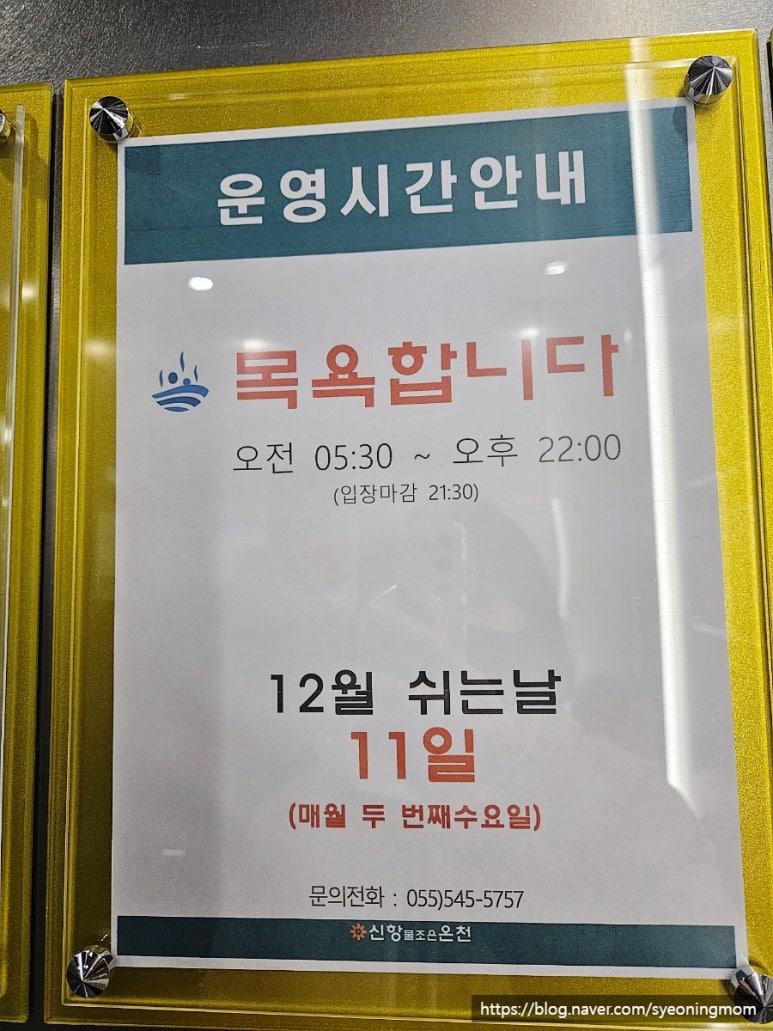 운영시간안내
목욕합니다
오전 05:30 ~ 오후 22:00
(입장마감 21:30)
12월 쉬는날
11일
(매월 두 번째수요일)
문의전화 : 055)545-5757
신항물조은온천
https://blog.naver.com/syeoningmom